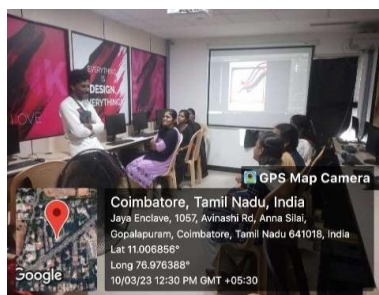 EVERYTHING
IS
DESIGN.
EVERYTHING!
LOVE
GPS Map Camera
Coimbatore, Tamil Nadu, India
Jaya Enclave, 1057, Avinashi Rd, Anna Silai,
Gopalapuram, Coimbatore, Tamil Nadu 641018, India
Lat 11.006856°
Long 76.976388°
10/03/23 12:30 PM GMT +05:30
Google